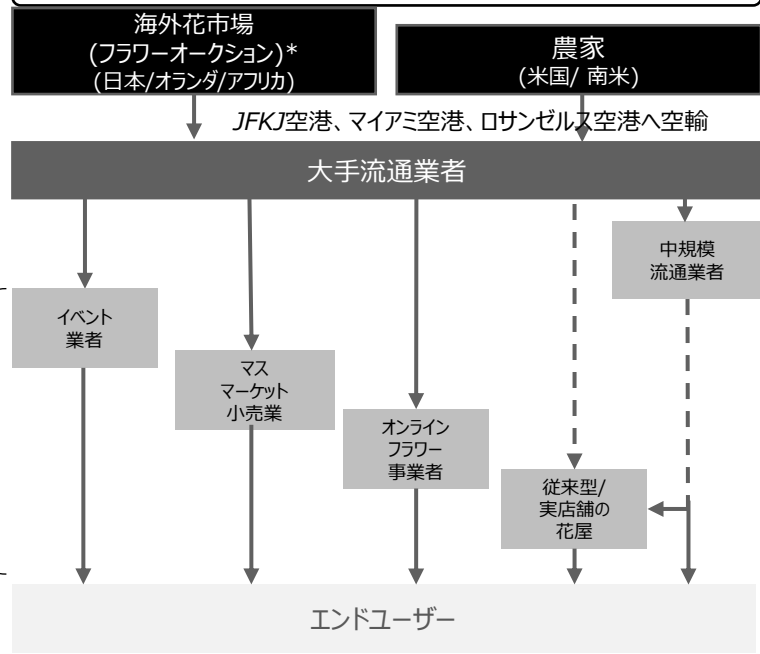 海外花市場
(フラワーオークション)*
(日本/オランダ/アフリカ)
農家
(米国/ 南米)
JFKJ空港、マイアミ空港、ロサンゼルス空港へ空輸
大手流通業者
中規模
流通業者
イベント
業者
マス
マーケット
小売業
オンライン
フラワー
事業者
従来型/
実店舗の
花屋
エンドユーザー